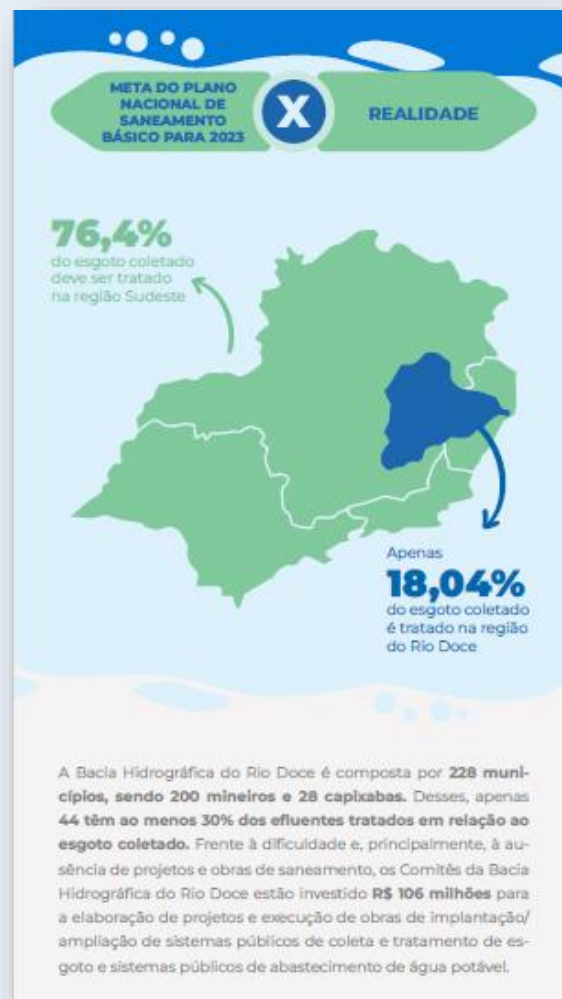 META DO PLANO
NACIONAL DE
SANEAMENTO
BÁSICO PARA 2023
X
REALIDADE
76,4%
do esgoto coletado
deve ser tratado
na região Sudeste
Apenas
18,04%
do esgoto coletado
é tratado na região
do Rio Doce
A Bacia Hidrográfica do Rio Doce é composta por 228 muni-
cípios, sendo 200 mineiros e 28 capixabas. Desses, apenas
44 têm ao menos 30% dos efluentes tratados em relação ao
esgoto coletado. Frente à dificuldade e, principalmente, à au-
sência de projetos e obras de saneamento, os Comitês da Bacia
Hidrográfica do Rio Doce estão investido R$ 106 milhões para
a elaboração de projetos e execução de obras de implantação/
ampliação de sistemas públicos de coleta e tratamento de es-
goto e sistemas públicos de abastecimento de água potável.